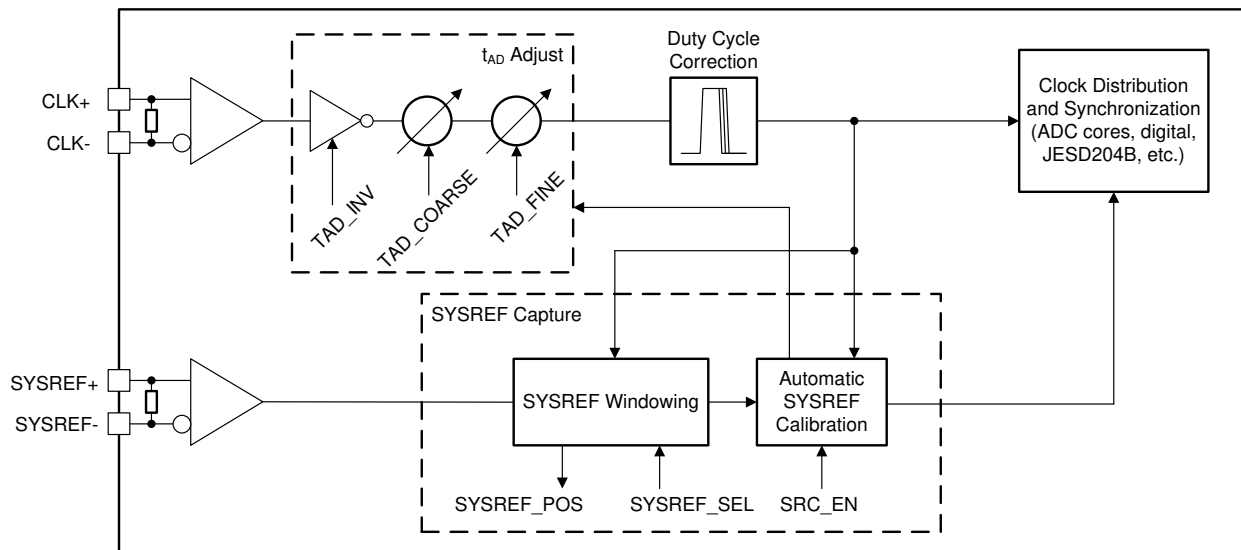 t_AD Adjust
Duty Cycle
Correction
Clock Distribution
and Synchronization
(ADC cores, digital,
JESD204B, etc.)
CLK+
CLK-
TAD_INV
TAD_COARSE
TAD_FINE
SYSREF Capture
SYSREF+
SYSREF-
SYSREF Windowing
Automatic
SYSREF
Calibration
SYSREF_POS
SYSREF_SEL
SRC_EN